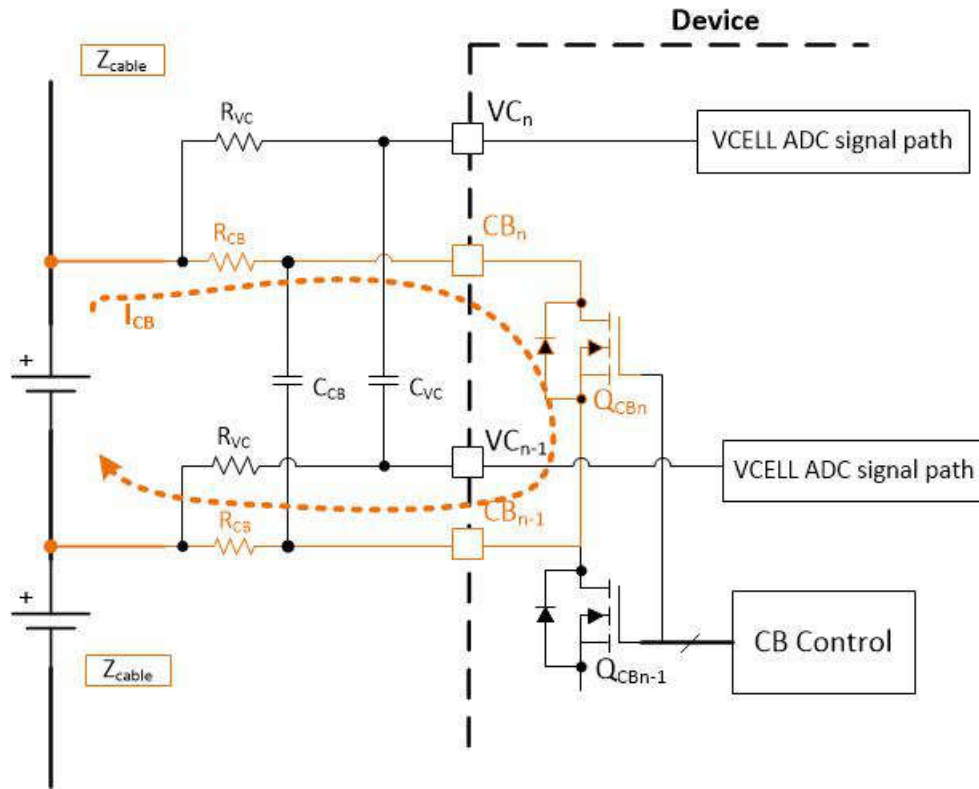 Device
Zcable
RVC
VCn
VCELL ADC signal path
RCB
CBn
ICB
+
CCB
CVC
QCBn
RVC
VCn-1
VCELL ADC signal path
RCB
CBn-1
+
CB Control
QCBn-1
Zcable